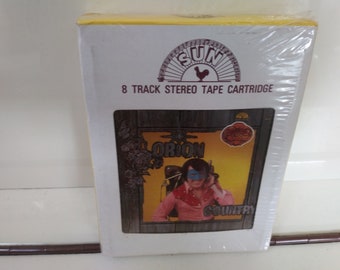 SUN
8 TRACK STEREO TAPE CARTRIDGE
ORION
COUNTRY